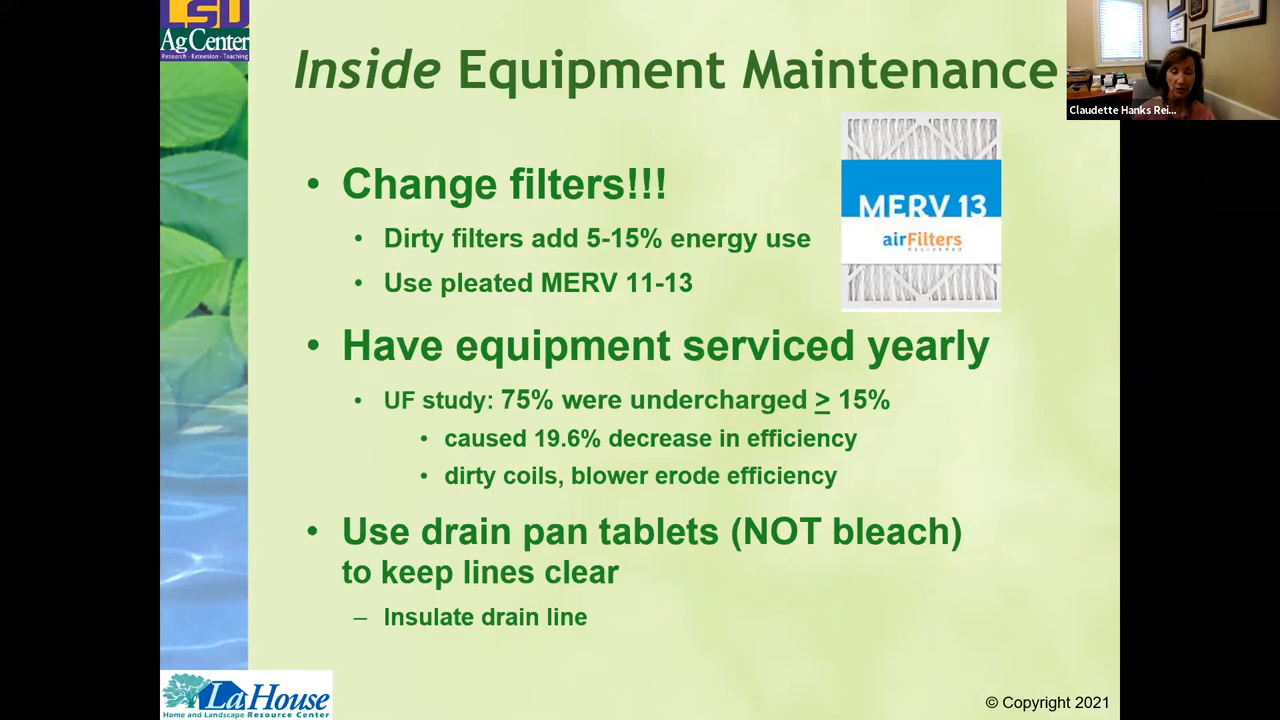 LSU
AgCenter
Research · Extension · Teaching
Inside Equipment Maintenance
Claudette Hanks Rei...
• Change filters!!!
• Dirty filters add 5-15% energy use
• Use pleated MERV 11-13
MERV 13
airFilters
DELIVERED
• Have equipment serviced yearly
• UF study: 75% were undercharged ≥ 15%
• caused 19.6% decrease in efficiency
• dirty coils, blower erode efficiency
• Use drain pan tablets (NOT bleach)
to keep lines clear
– Insulate drain line
LaHouse
Home and Landscape Resource Center
© Copyright 2021